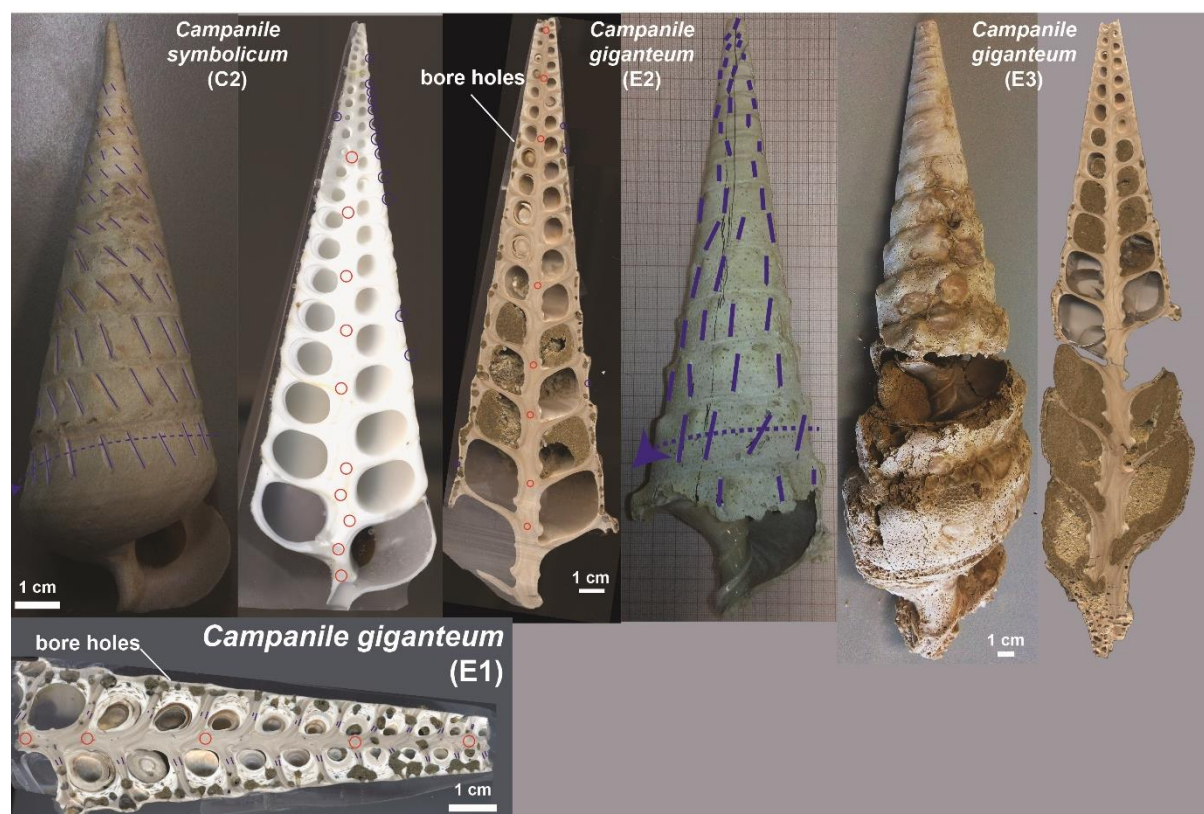 Campanile
symbolicum
(C2)
bore holes
Campanile
giganteum
(E2)
Campanile
giganteum
(E3)
1 cm
1 cm
1 cm
bore holes
Campanile giganteum
(E1)
1 cm